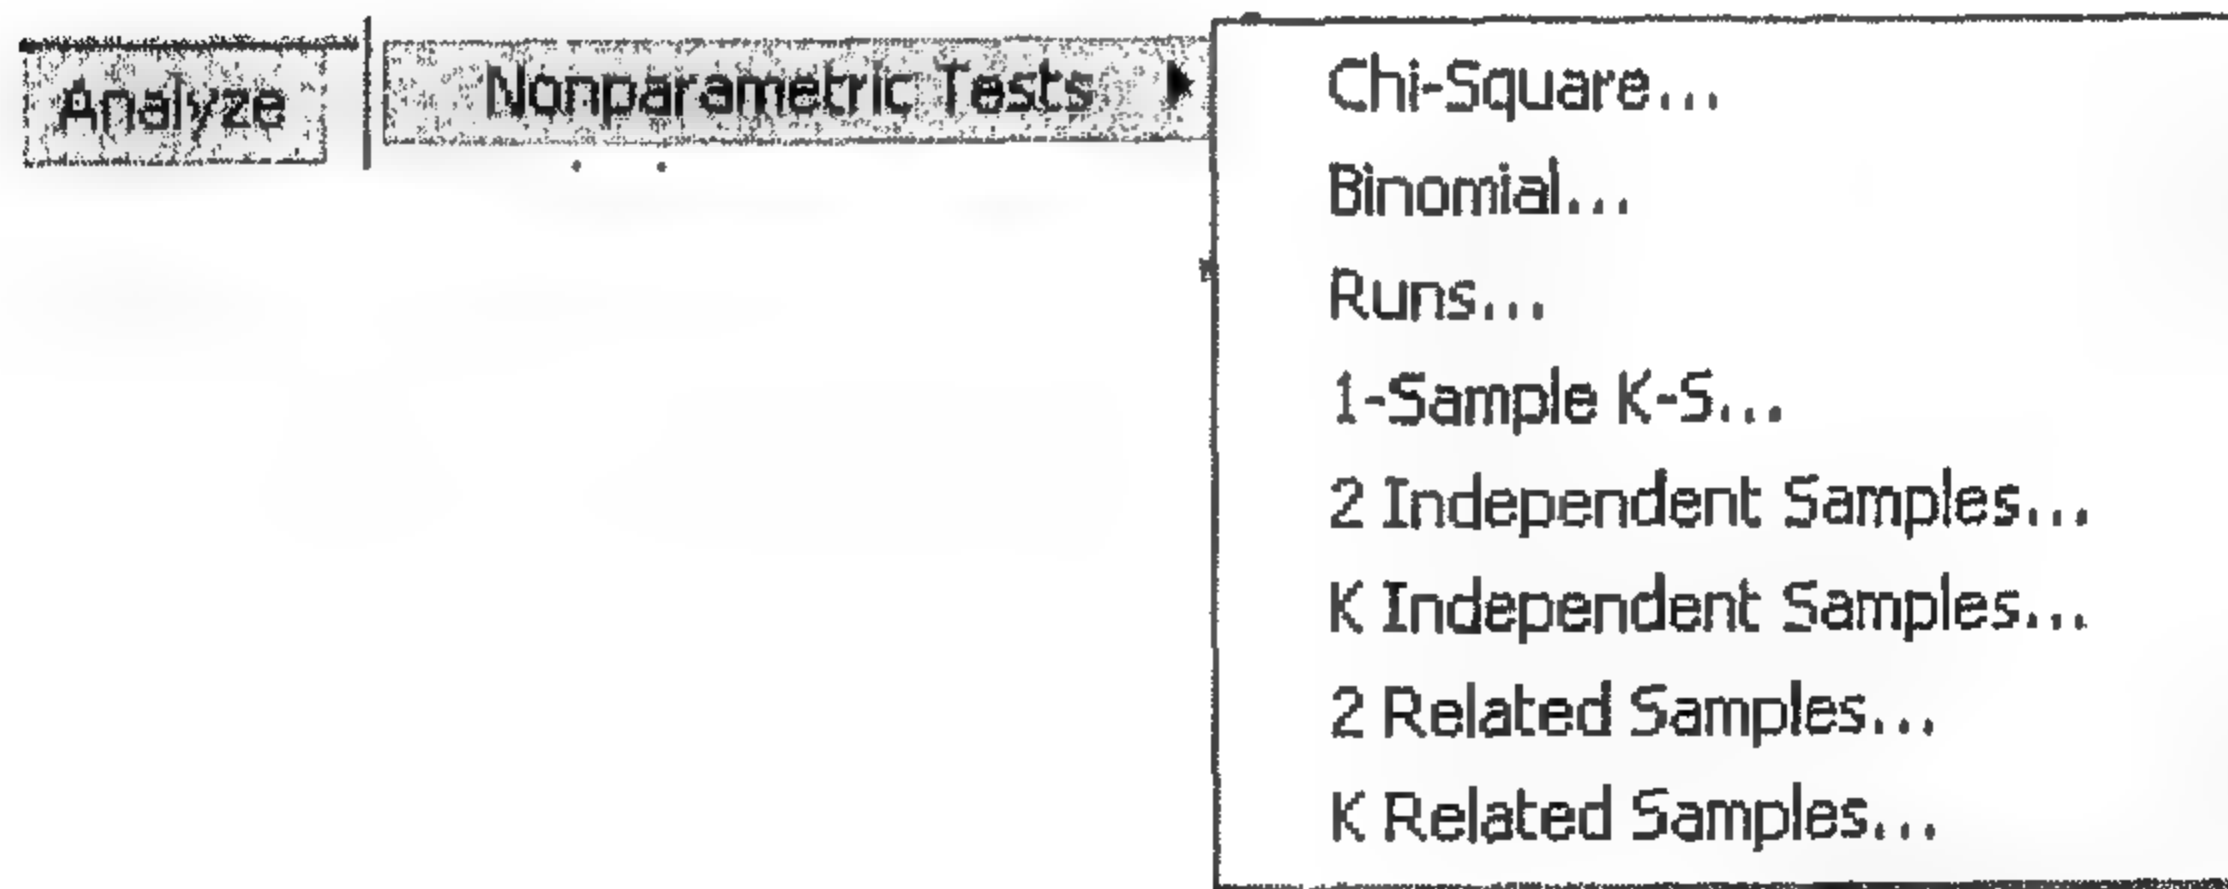 Analyze
Nonparametric Tests
Chi-Square...
Binomial...
Runs...
1-Sample K-S...
2 Independent Samples...
K Independent Samples...
2 Related Samples...
K Related Samples...